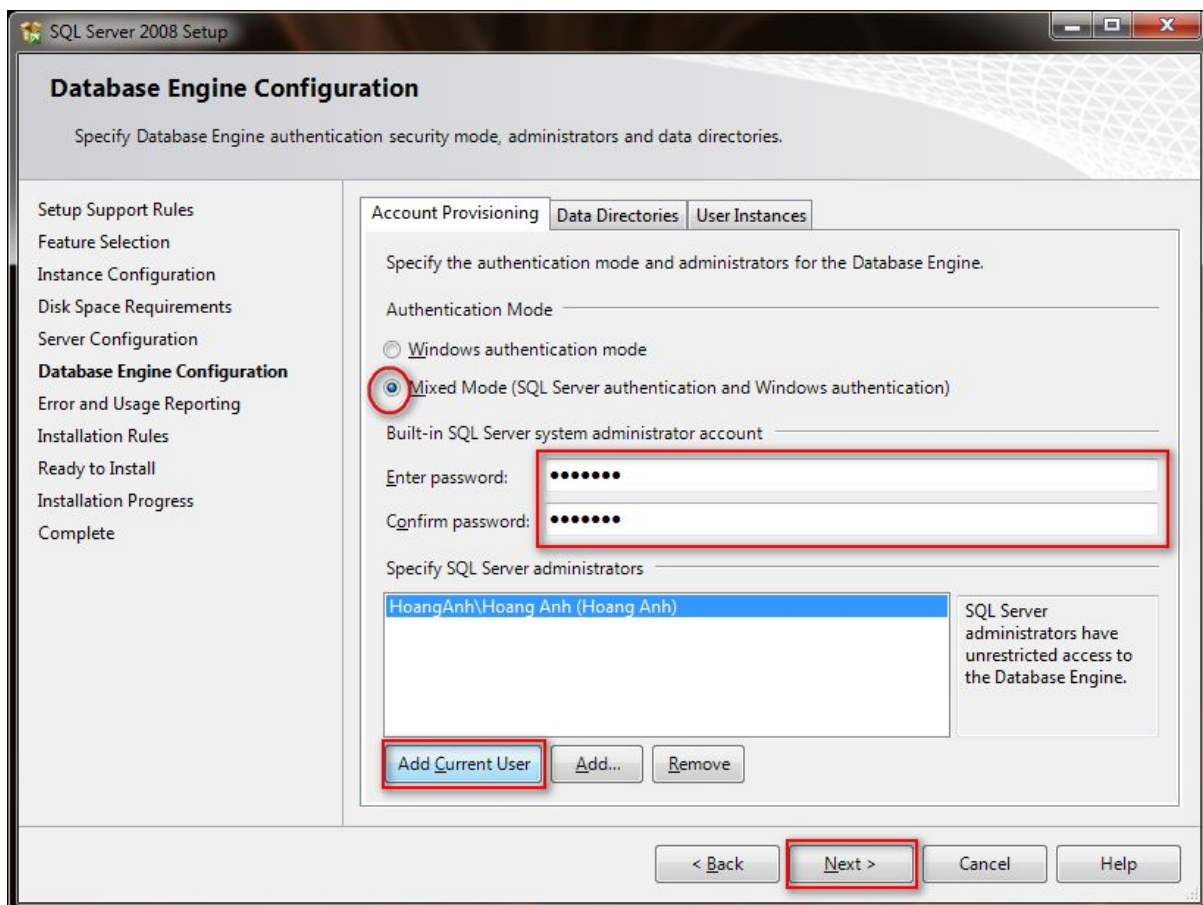 SQL Server 2008 Setup
Database Engine Configuration
Specify Database Engine authentication security mode, administrators and data directories.
Setup Support Rules
Feature Selection
Instance Configuration
Disk Space Requirements
Server Configuration
Database Engine Configuration
Error and Usage Reporting
Installation Rules
Ready to Install
Installation Progress
Complete
Account Provisioning
Data Directories
User Instances
Specify the authentication mode and administrators for the Database Engine.
Authentication Mode
Windows authentication mode
Mixed Mode (SQL Server authentication and Windows authentication)
Built-in SQL Server system administrator account
Enter password: ●●●●●●●
Confirm password: ●●●●●●●
Specify SQL Server administrators
HoangAnh\Hoang Anh (Hoang Anh)
SQL Server
administrators have
unrestricted access to
the Database Engine.
Add Current User
Add...
Remove
< Back
Next >
Cancel
Help